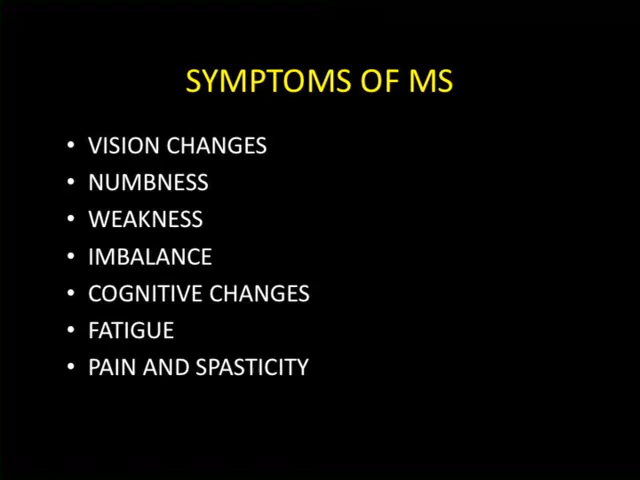 SYMPTOMS OF MS
• VISION CHANGES
• NUMBNESS
• WEAKNESS
• IMBALANCE
• COGNITIVE CHANGES
• FATIGUE
• PAIN AND SPASTICITY